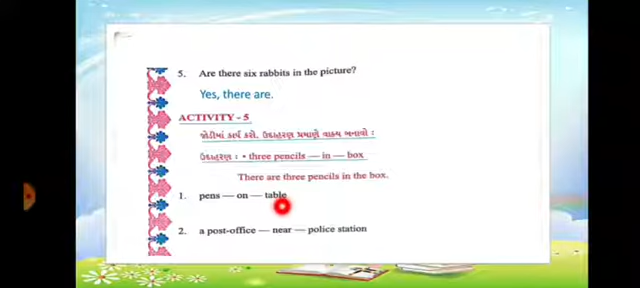 5. Are there six rabbits in the picture?
Yes, there are.
ACTIVITY - 5
જોડીમાં કાર્ય કરો. ઉદાહરણ પ્રમાણે વાક્ય બનાવો :
ઉદાહરણ : • three pencils — in — box
There are three pencils in the box.
1. pens — on — table
2. a post-office — near — police station